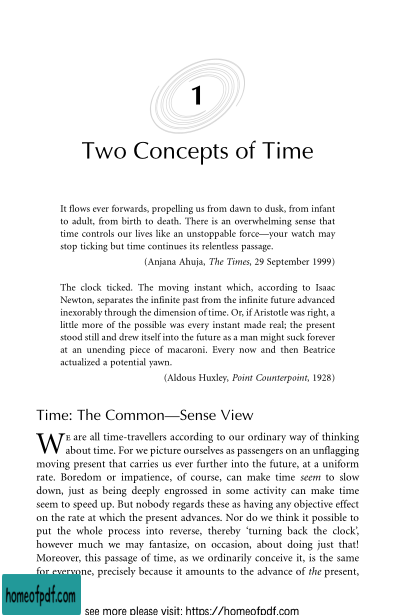 1
Two Concepts of Time
It flows ever forwards, propelling us from dawn to dusk, from infant
to adult, from birth to death. There is an overwhelming sense that
time controls our lives like an unstoppable force—your watch may
stop ticking but time continues its relentless passage.
(Anjana Ahuja, The Times, 29 September 1999)
The clock ticked. The moving instant which, according to Isaac
Newton, separates the infinite past from the infinite future advanced
inexorably through the dimension of time. Or, if Aristotle was right, a
little more of the possible was every instant made real; the present
stood still and drew itself into the future as a man might suck forever
at an unending piece of macaroni. Every now and then Beatrice
actualized a potential yawn.
(Aldous Huxley, Point Counterpoint, 1928)
Time: The Common—Sense View
WE are all time-travellers according to our ordinary way of thinking
about time. For we picture ourselves as passengers on an unflagging
moving present that carries us ever further into the future, at a uniform
rate. Boredom or impatience, of course, can make time seem to slow
down, just as being deeply engrossed in some activity can make time
seem to speed up. But nobody regards these as having any objective effect
on the rate at which the present advances. Nor do we think it possible to
put the whole process into reverse, thereby ‘turning back the clock’,
however much we may fantasize, on occasion, about doing just that!
Moreover, this passage of time, as we ordinarily conceive it, is the same
for everyone, precisely because it amounts to the advance of the present,
homeofpdf.com
see more please visit: https://homeofpdf.com